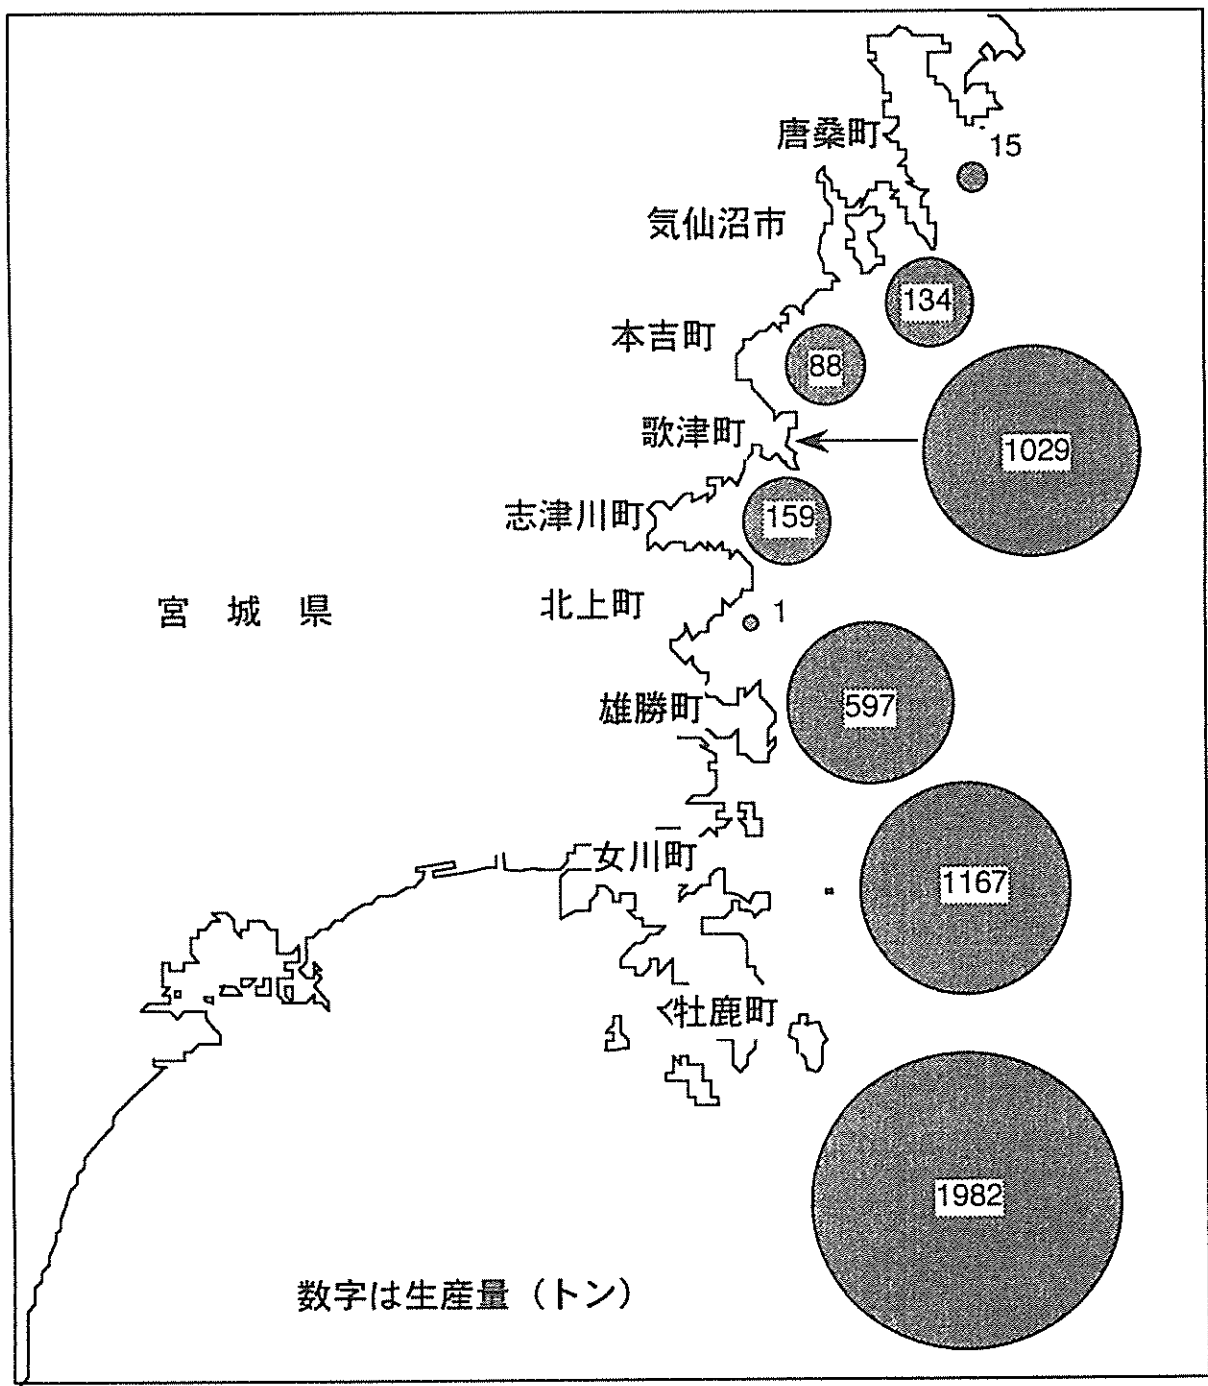 唐桑町
15
気仙沼市
134
本吉町
88
歌津町
1029
志津川町
159
宮 城 県
北上町
1
雄勝町
597
女川町
1167
牡鹿町
1982
数字は生産量（トン）